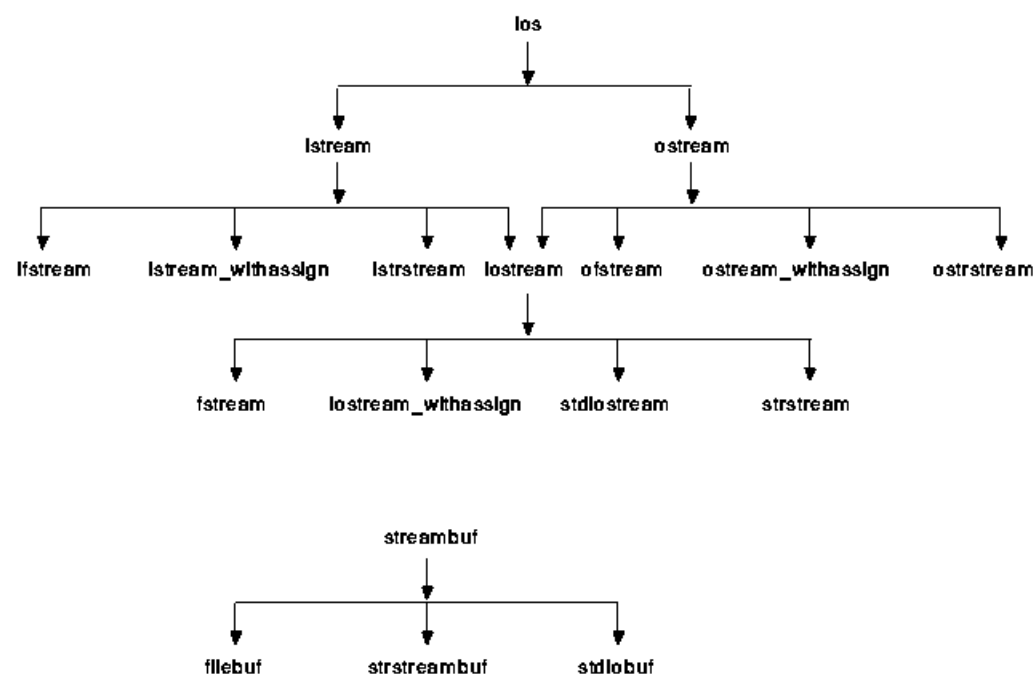 ios
istream ostream
ifstream istream_withassign istrstream iostream ofstream ostream_withassign ostrstream
fstream iostream_withassign stdiostream strstream
streambuf
filebuf strstreambuf stdiobuf